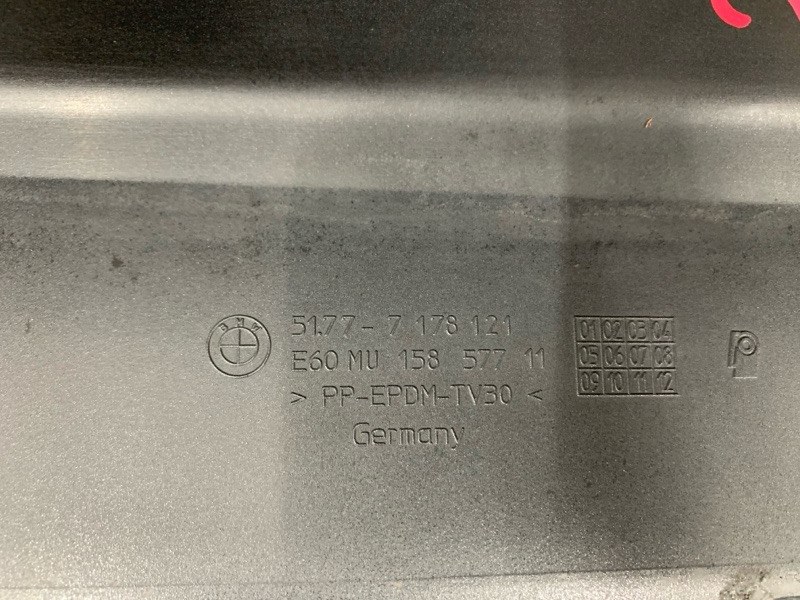 BMW
51.77-7 178 121
E60 MU 158 577 11
> PP-EPDM-TV30 <
Germany
01 02 03 04
05 06 07 08
09 10 11 12
P